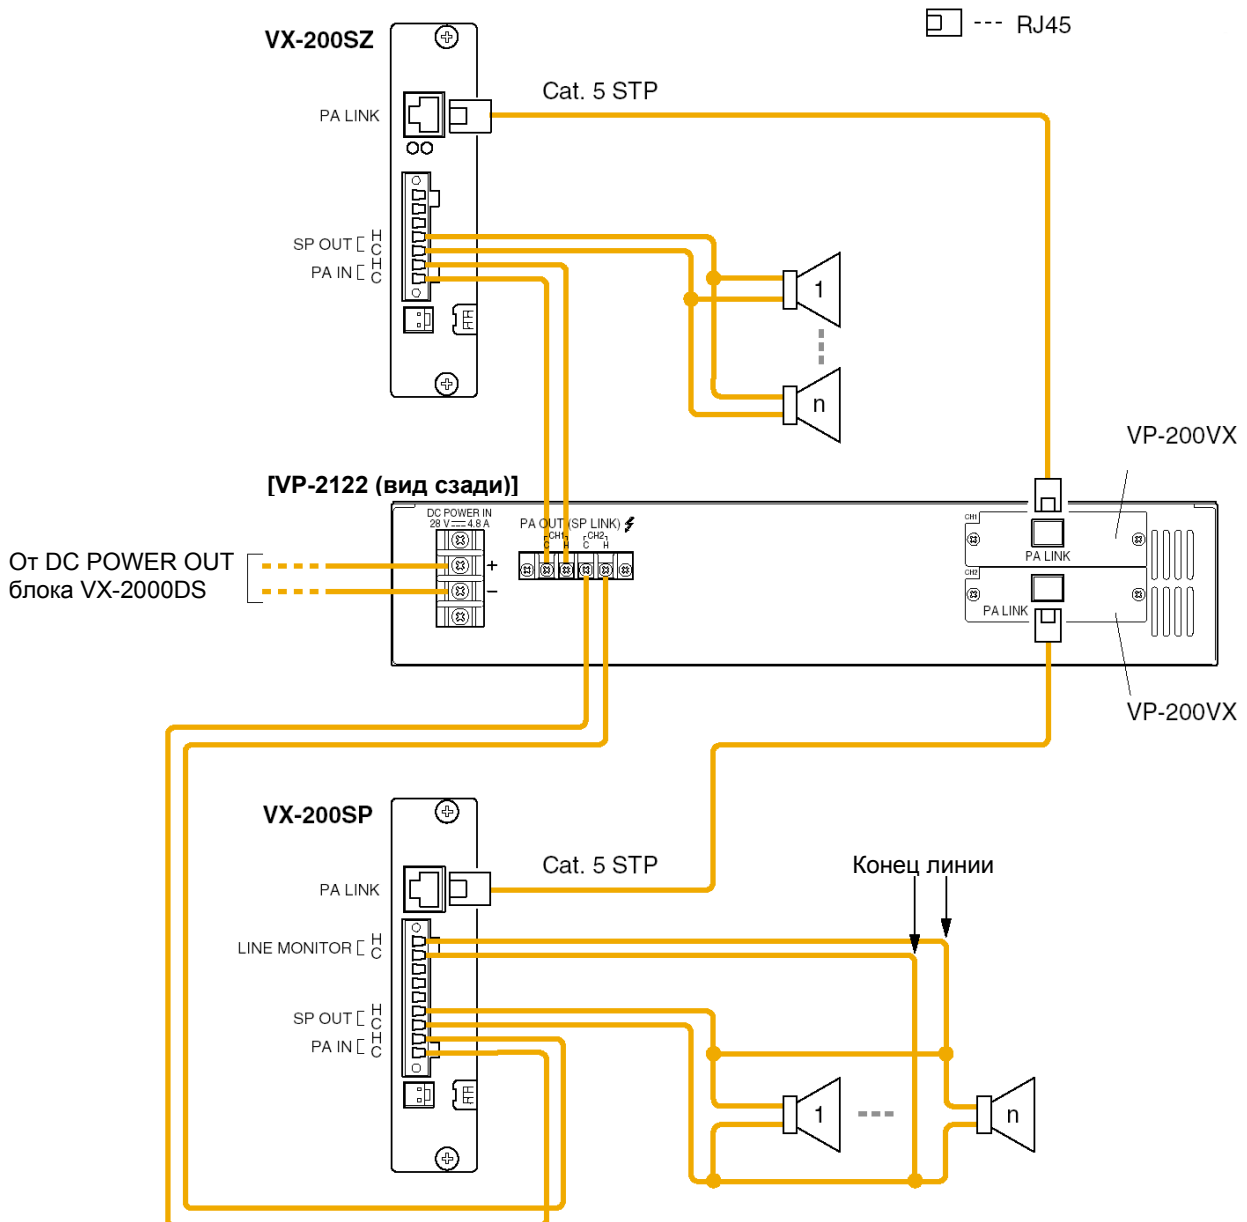 --- RJ45
VX-200SZ
Cat. 5 STP
PA LINK
SP OUT H
C
PA IN H
C
1
n
VP-200VX
[VP-2122 (вид сзади)]
DC POWER IN
28 V 4.8 A
PA OUT (SP LINK)
CH1 CH2
C H C H
+
−
От DC POWER OUT
блока VX-2000DS
CH1
PA LINK
CH2
PA LINK
VP-200VX
VX-200SP
Cat. 5 STP
Конец линии
PA LINK
LINE MONITOR H
C
SP OUT H
C
PA IN H
C
1
n